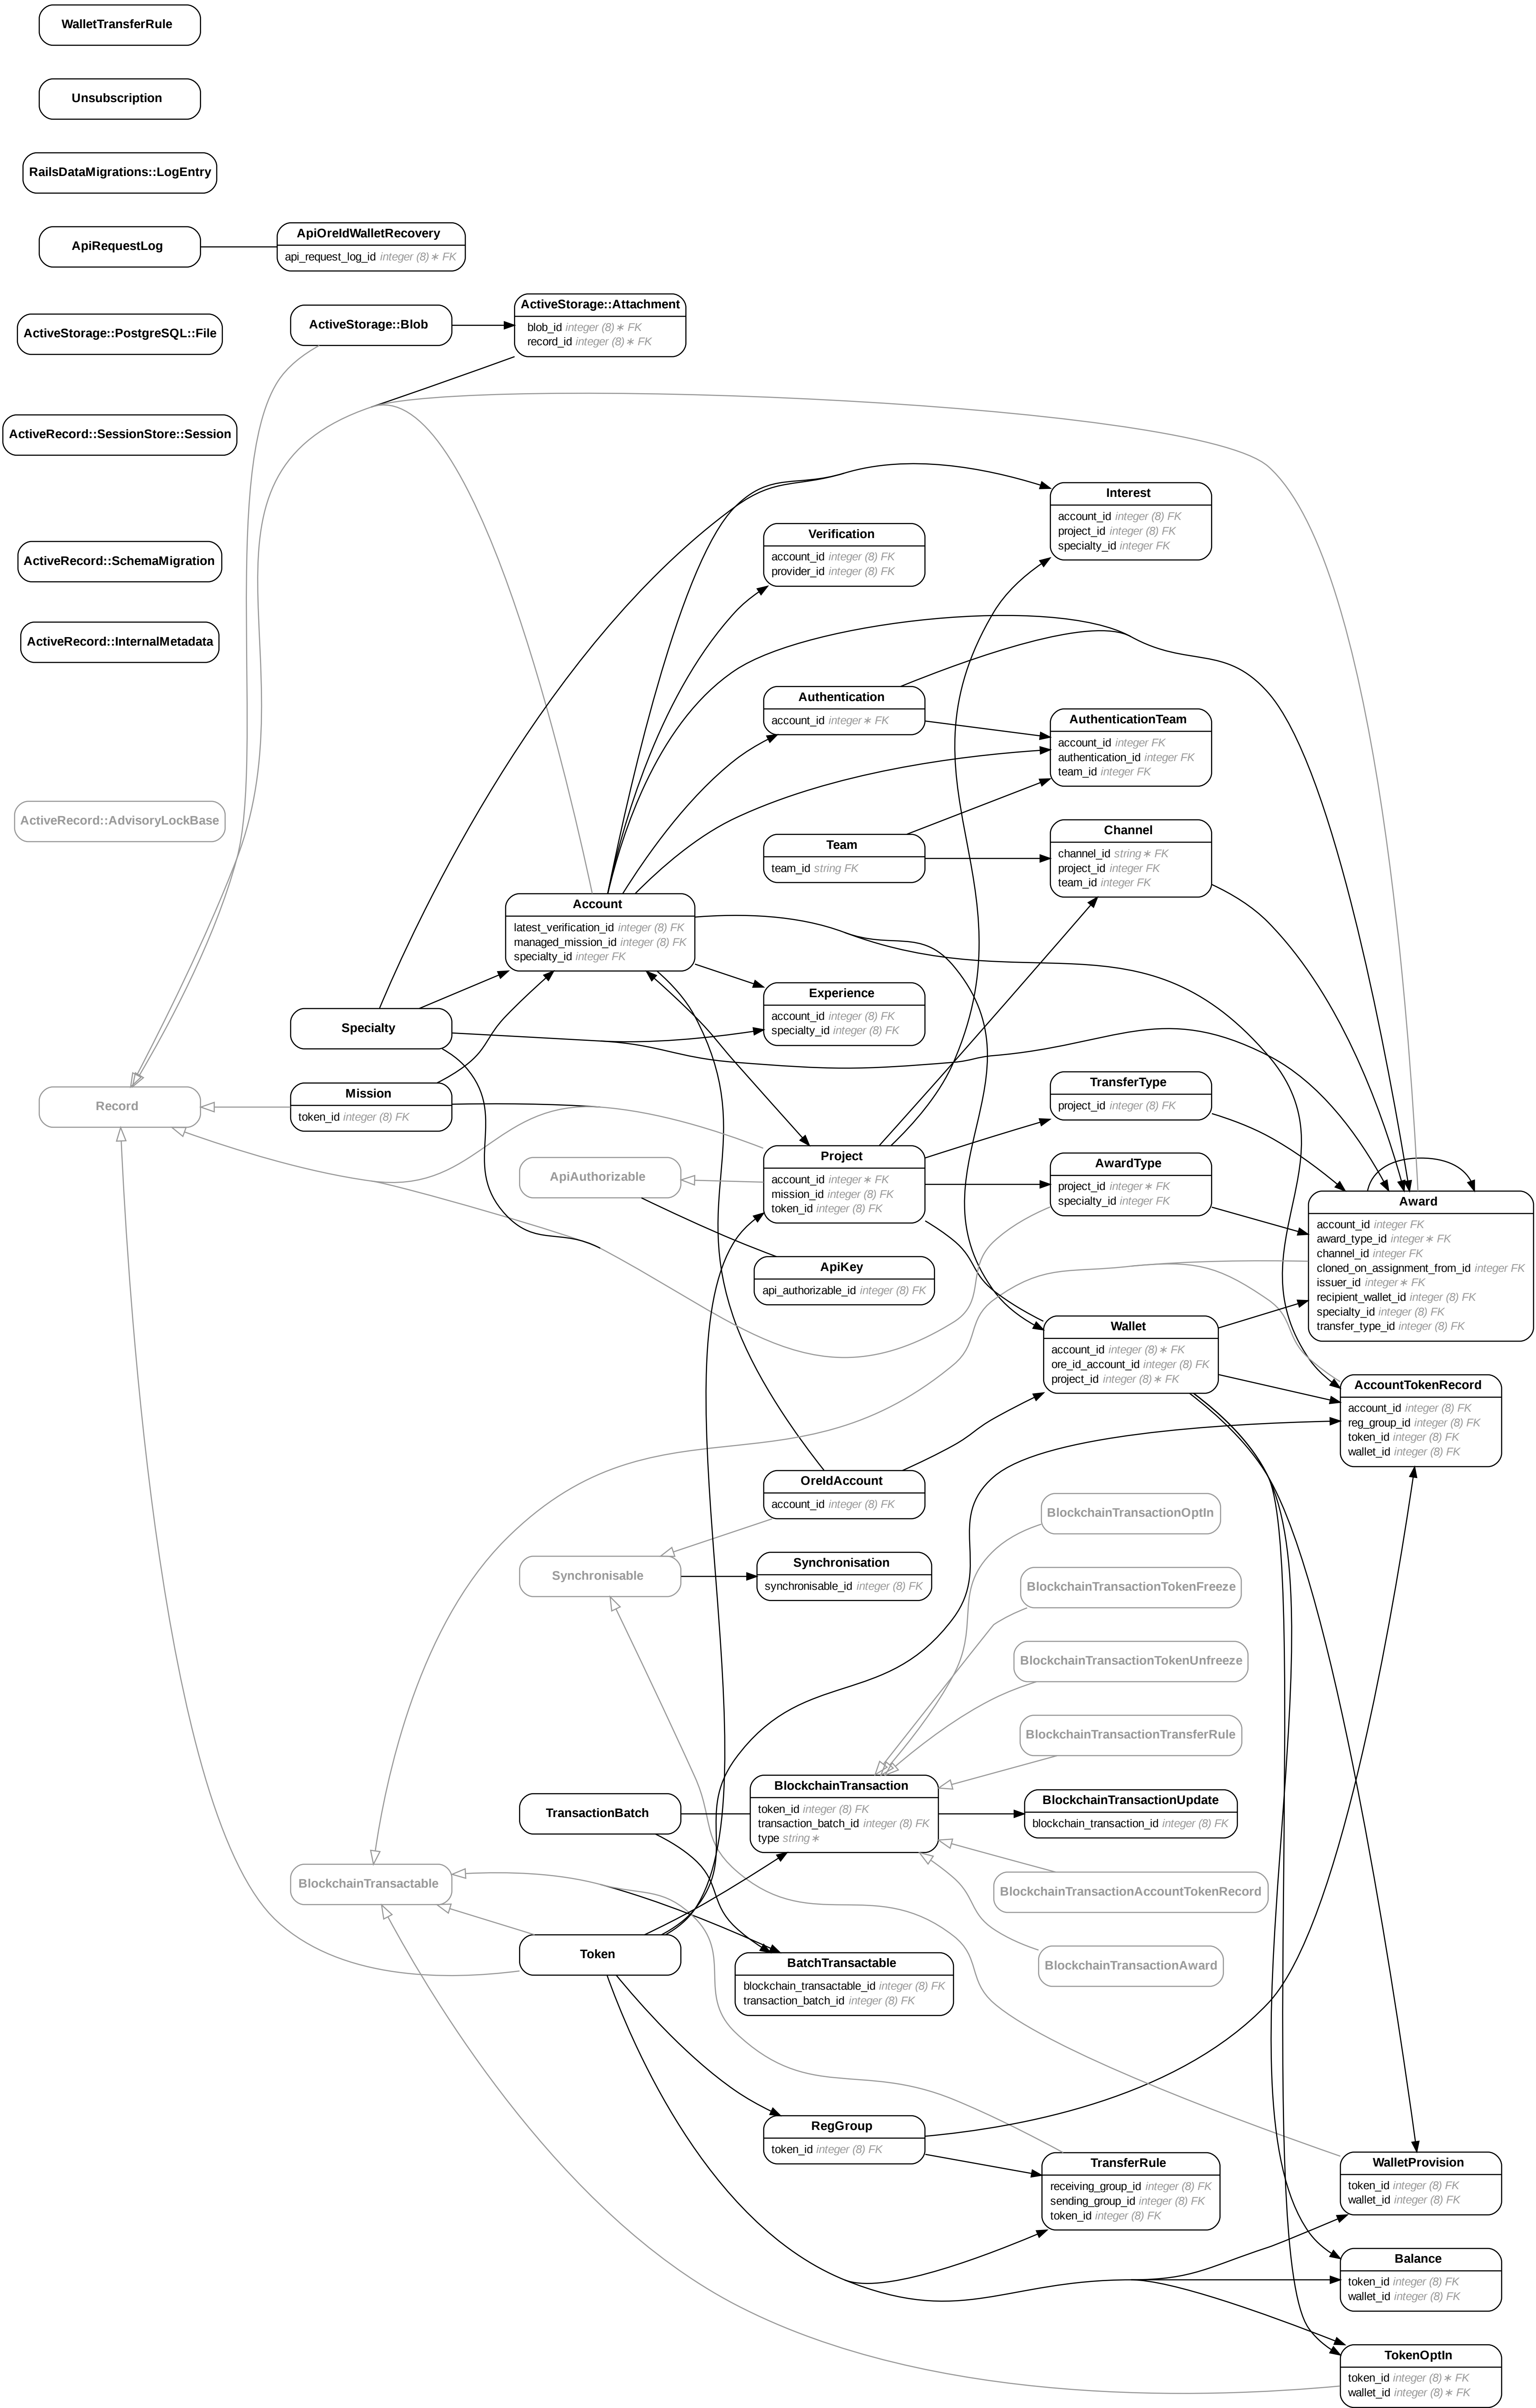 WalletTransferRule
Unsubscription
RailsDataMigrations::LogEntry
ApiRequestLog
ApiOreIdWalletRecovery
api_request_log_id integer (8)∗ FK
ActiveStorage::PostgreSQL::File
ActiveStorage::Blob
ActiveStorage::Attachment
blob_id integer (8)∗ FK
record_id integer (8)∗ FK
ActiveRecord::SessionStore::Session
Interest
account_id integer (8) FK
project_id integer (8) FK
specialty_id integer FK
ActiveRecord::SchemaMigration
Verification
account_id integer (8) FK
provider_id integer (8) FK
ActiveRecord::InternalMetadata
Authentication
account_id integer∗ FK
AuthenticationTeam
account_id integer FK
authentication_id integer FK
team_id integer FK
ActiveRecord::AdvisoryLockBase
Team
team_id string FK
Channel
channel_id string∗ FK
project_id integer FK
team_id integer FK
Account
latest_verification_id integer (8) FK
managed_mission_id integer (8) FK
specialty_id integer FK
Experience
account_id integer (8) FK
specialty_id integer (8) FK
Specialty
Record
Mission
token_id integer (8) FK
TransferType
project_id integer (8) FK
ApiAuthorizable
Project
account_id integer∗ FK
mission_id integer (8) FK
token_id integer (8) FK
AwardType
project_id integer∗ FK
specialty_id integer FK
Award
account_id integer FK
award_type_id integer∗ FK
channel_id integer FK
cloned_on_assignment_from_id integer FK
issuer_id integer∗ FK
recipient_wallet_id integer (8) FK
specialty_id integer (8) FK
transfer_type_id integer (8) FK
ApiKey
api_authorizable_id integer (8) FK
Wallet
account_id integer (8)∗ FK
ore_id_account_id integer (8) FK
project_id integer (8)∗ FK
AccountTokenRecord
account_id integer (8) FK
reg_group_id integer (8) FK
token_id integer (8) FK
wallet_id integer (8) FK
OreIdAccount
account_id integer (8) FK
BlockchainTransactionOptIn
Synchronisable
Synchronisation
synchronisable_id integer (8) FK
BlockchainTransactionTokenFreeze
BlockchainTransactionTokenUnfreeze
BlockchainTransactionTransferRule
TransactionBatch
BlockchainTransaction
token_id integer (8) FK
transaction_batch_id integer (8) FK
type string∗
BlockchainTransactionUpdate
blockchain_transaction_id integer (8) FK
BlockchainTransactable
BlockchainTransactionAccountTokenRecord
Token
BatchTransactable
blockchain_transactable_id integer (8) FK
transaction_batch_id integer (8) FK
BlockchainTransactionAward
RegGroup
token_id integer (8) FK
TransferRule
receiving_group_id integer (8) FK
sending_group_id integer (8) FK
token_id integer (8) FK
WalletProvision
token_id integer (8) FK
wallet_id integer (8) FK
Balance
token_id integer (8) FK
wallet_id integer (8) FK
TokenOptIn
token_id integer (8)∗ FK
wallet_id integer (8)∗ FK